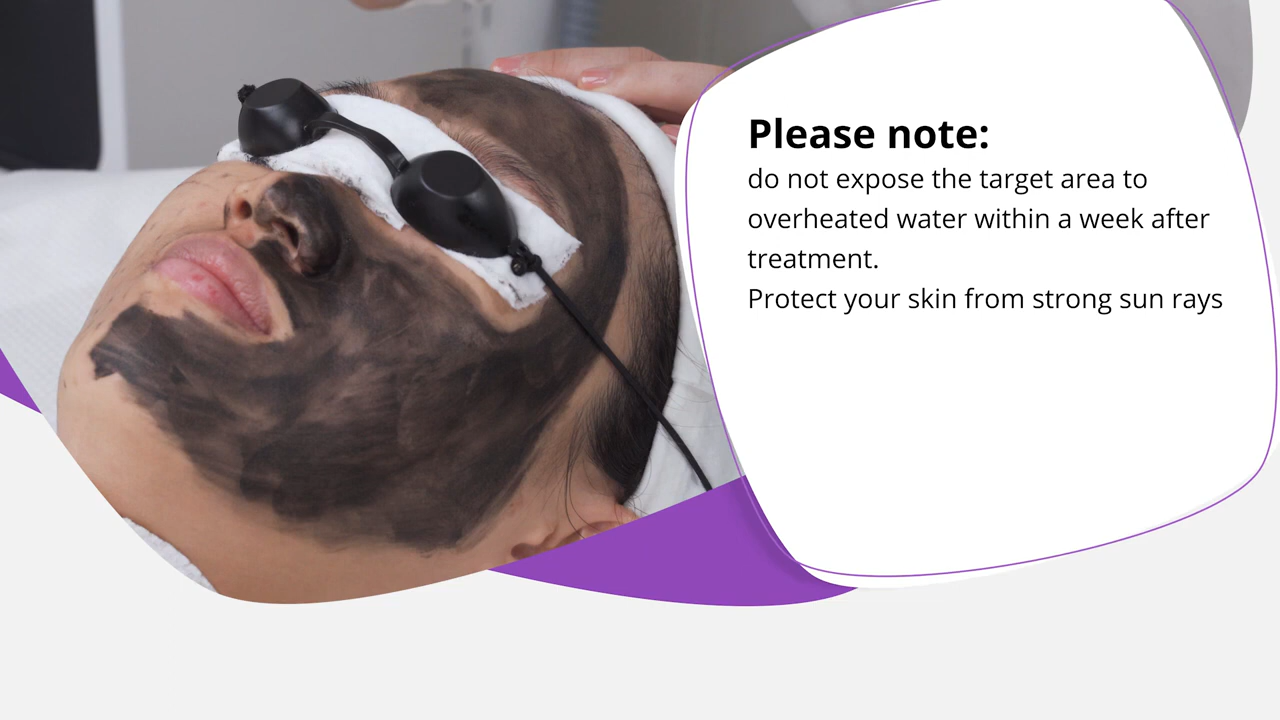 Please note:
do not expose the target area to
overheated water within a week after
treatment.
Protect your skin from strong sun rays